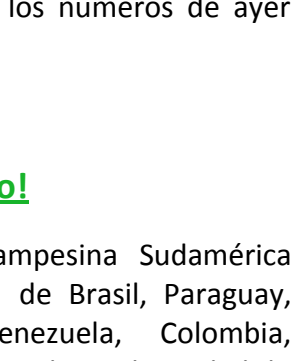 los números de ayer
o!
ampesina Sudamérica
de Brasil, Paraguay,
enezuela, Colombia,